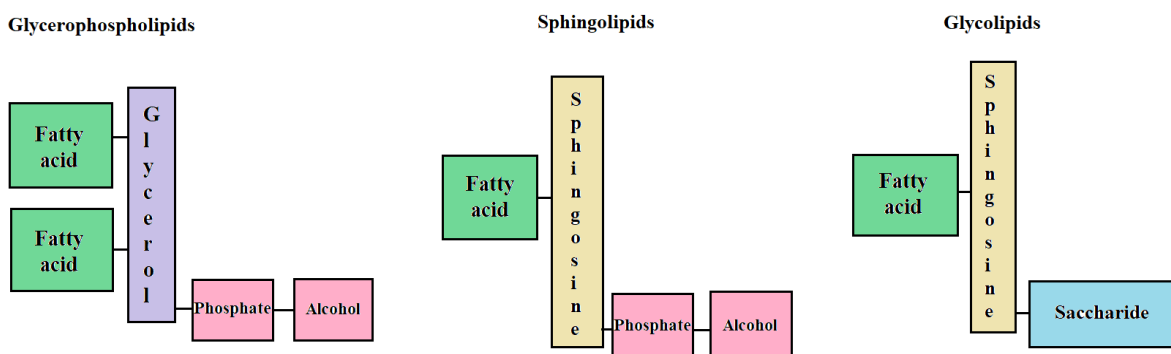 Glycerophospholipids
Fatty
acid
Fatty
acid
Glycerol
Phosphate
Alcohol
Sphingolipids
Fatty
acid
Sphingosine
Phosphate
Alcohol
Glycolipids
Fatty
acid
Sphingosine
Saccharide